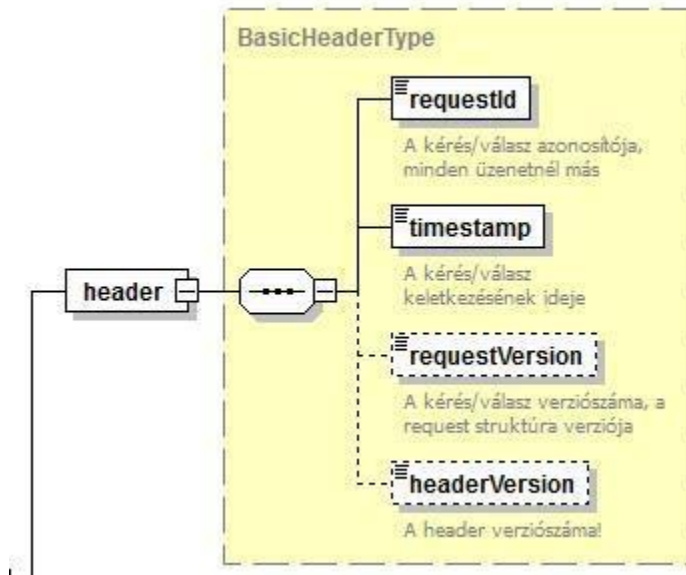 BasicHeaderType
requestId
A kérés/válasz azonosítója,
minden üzenetnél más
timestamp
A kérés/válasz
keletkezésének ideje
header
requestVersion
A kérés/válasz verziószáma, a
request struktúra verziója
headerVersion
A header verziószáma!